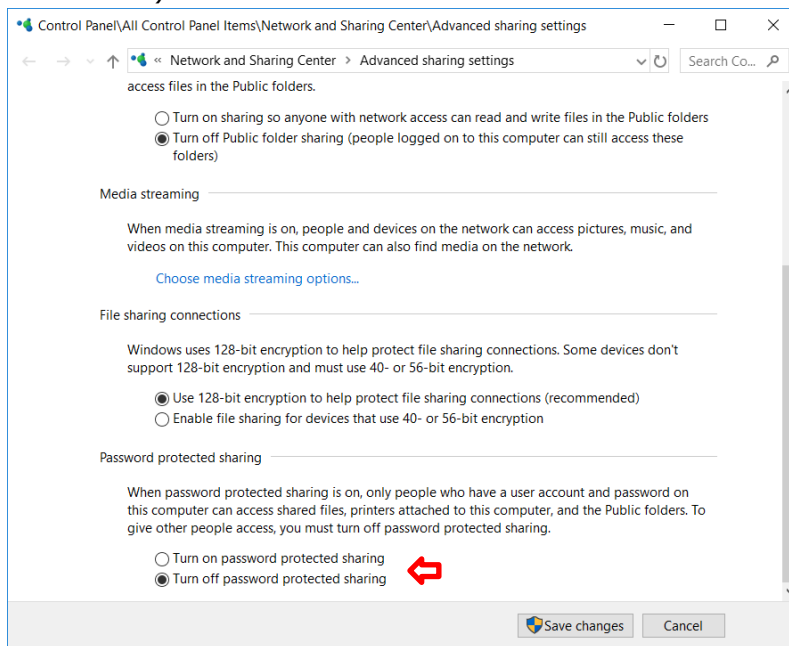 Control Panel\All Control Panel Items\Network and Sharing Center\Advanced sharing settings
« Network and Sharing Center > Advanced sharing settings
Search Co...
access files in the Public folders.
Turn on sharing so anyone with network access can read and write files in the Public folders
Turn off Public folder sharing (people logged on to this computer can still access these
folders)
Media streaming
When media streaming is on, people and devices on the network can access pictures, music, and
videos on this computer. This computer can also find media on the network.
Choose media streaming options...
File sharing connections
Windows uses 128-bit encryption to help protect file sharing connections. Some devices don't
support 128-bit encryption and must use 40- or 56-bit encryption.
Use 128-bit encryption to help protect file sharing connections (recommended)
Enable file sharing for devices that use 40- or 56-bit encryption
Password protected sharing
When password protected sharing is on, only people who have a user account and password on
this computer can access shared files, printers attached to this computer, and the Public folders. To
give other people access, you must turn off password protected sharing.
Turn on password protected sharing
Turn off password protected sharing
Save changes
Cancel